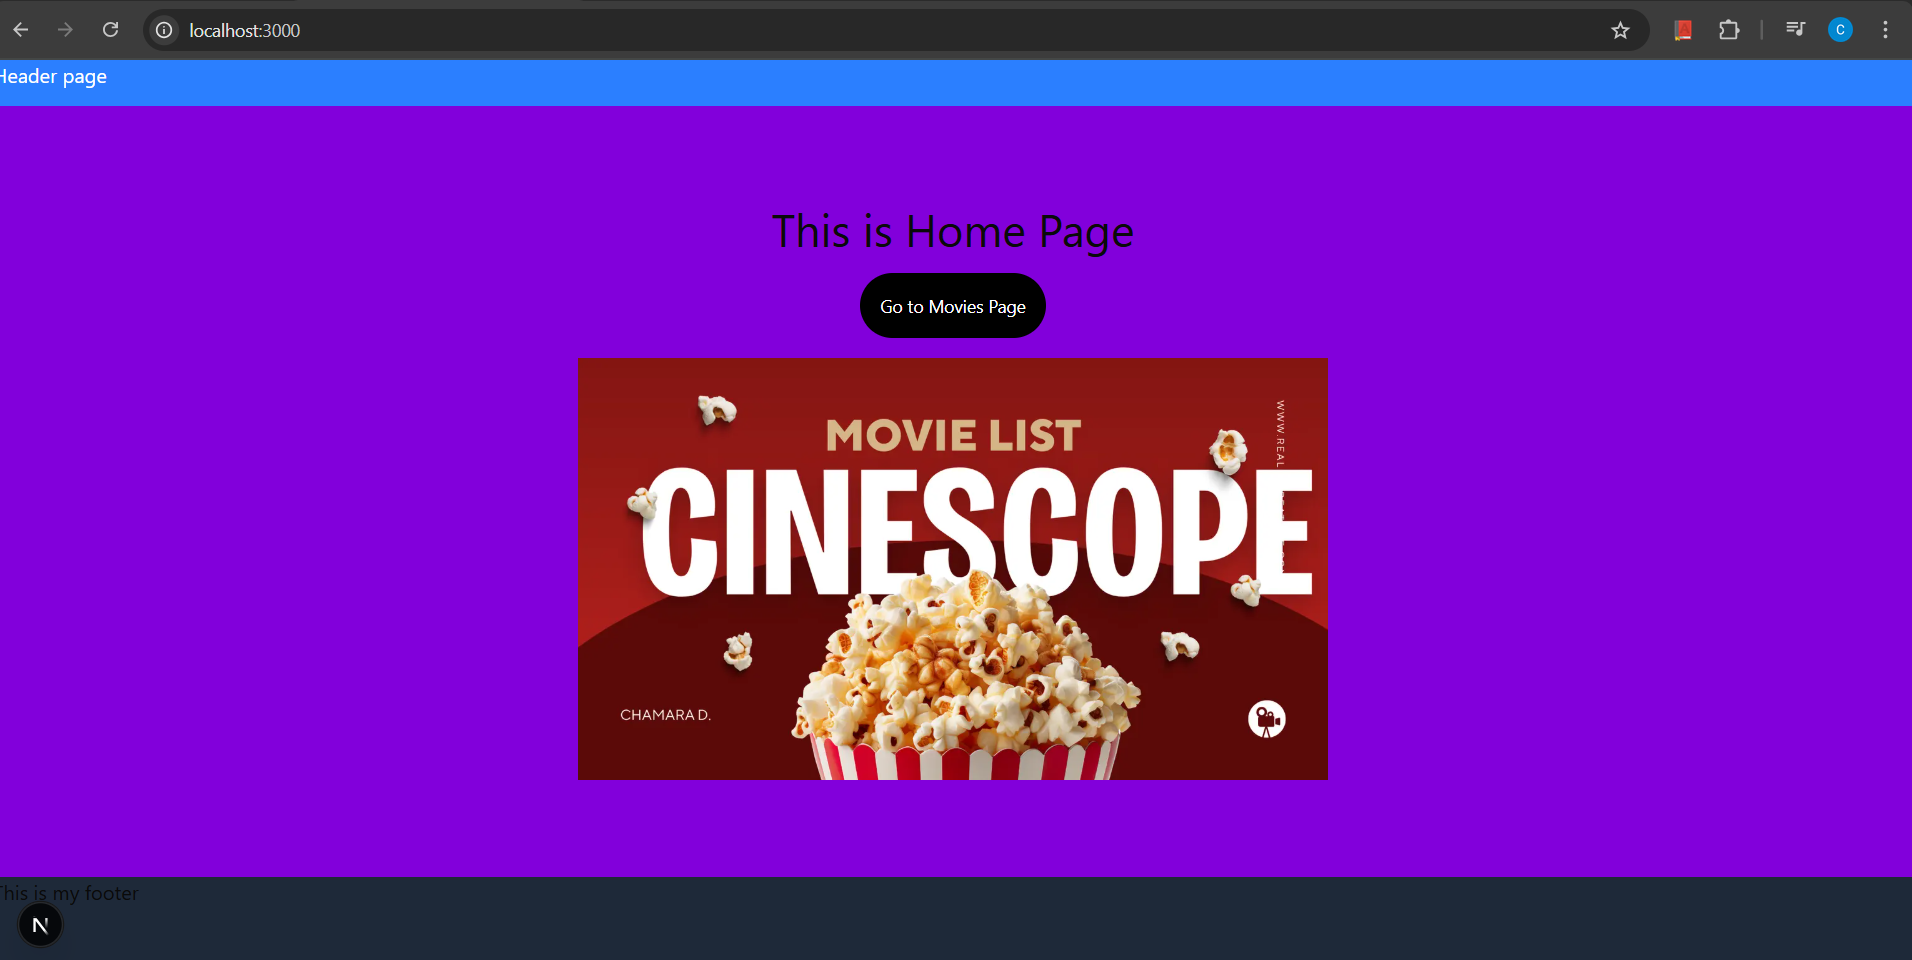 localhost:3000
C
Header page
This is Home Page
Go to Movies Page
MOVIE LIST
WWW.REAL
CINESCOPE
CHAMARA D.
This is my footer
N